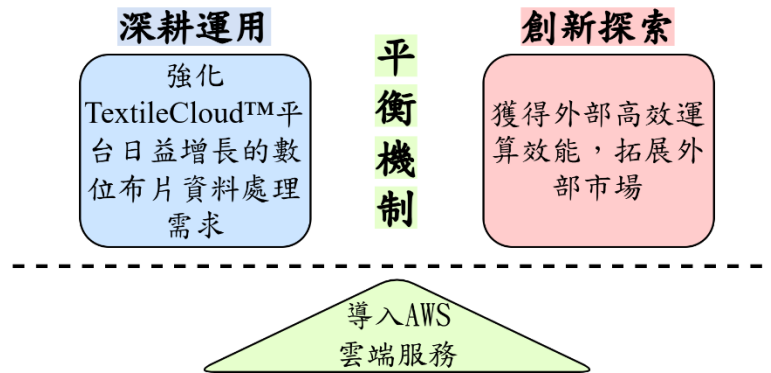 深耕運用
強化
TextileCloud™平
台日益增長的數
位布片資料處理
需求
平
衡
機
制
創新探索
獲得外部高效運
算效能，拓展外
部市場
導入AWS
雲端服務